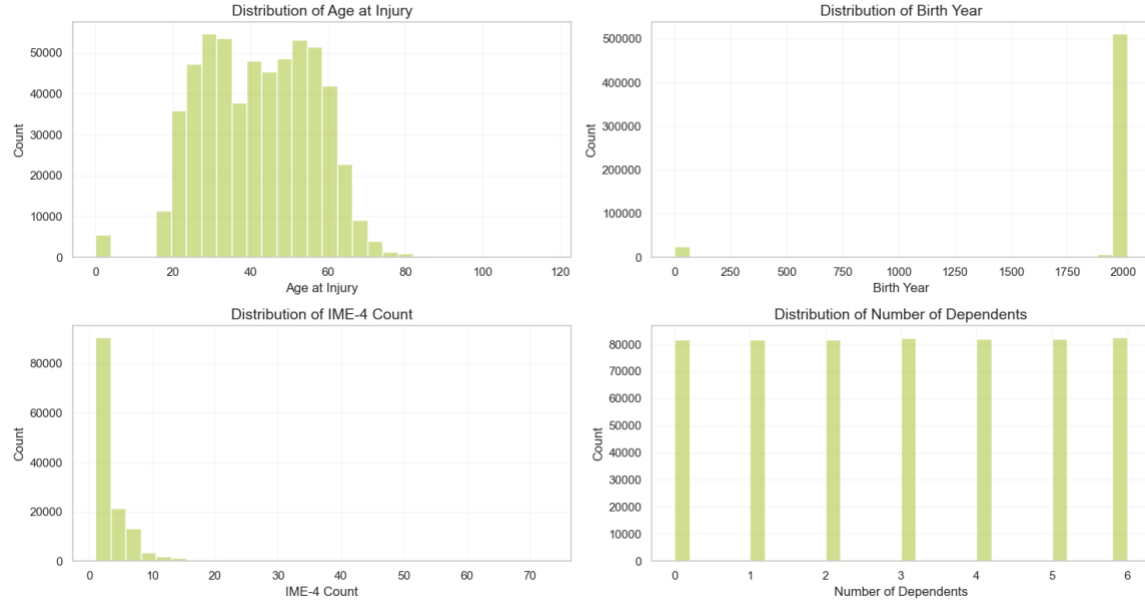 Distribution of Age at Injury
50000
40000
30000
20000
10000
0
Count
0 20 40 60 80 100 120
Age at Injury
Distribution of Birth Year
500000
400000
300000
200000
100000
0
Count
0 250 500 750 1000 1250 1500 1750 2000
Birth Year
Distribution of IME-4 Count
80000
60000
40000
20000
0
Count
0 10 20 30 40 50 60 70
IME-4 Count
Distribution of Number of Dependents
80000
70000
60000
50000
40000
30000
20000
10000
0
Count
0 1 2 3 4 5 6
Number of Dependents